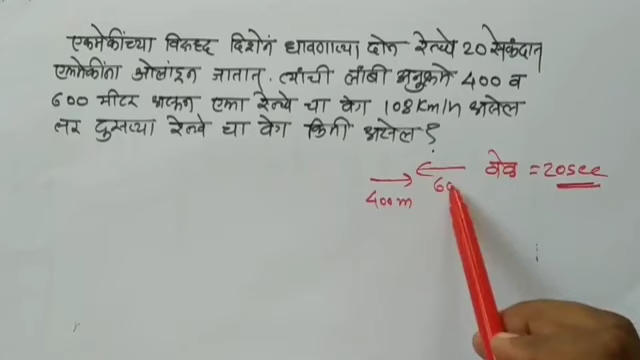 एकमेकींच्या विरुध्द दिशेनं धावणाऱ्या दोन रेल्वे 20 सेकंदात
एकमेकींना ओलांडून जातात. त्यांची लांबी अनुक्रमे 400 व
600 मीटर असून एका रेल्वे चा वेग 108 Km/h असेल
तर दुसऱ्या रेल्वे चा वेग किती असेल ?
400m 60 वेळ = 20sec